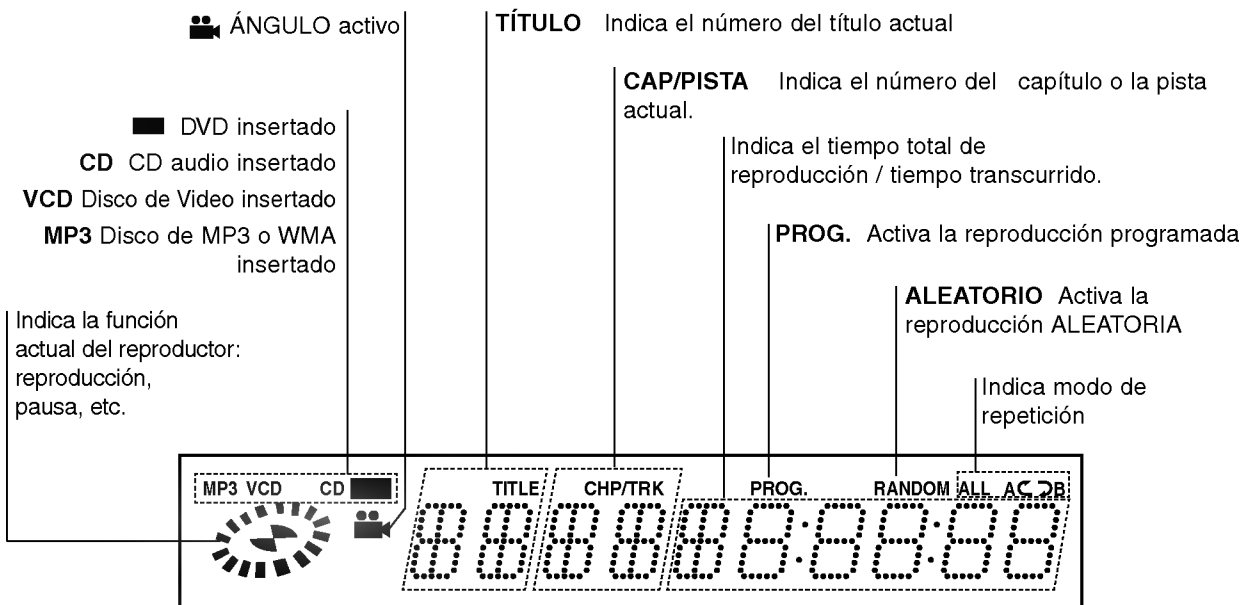 ÁNGULO activo
TÍTULO Indica el número del título actual
CAP/PISTA Indica el número del capítulo o la pista
actual.
DVD insertado
CD CD audio insertado
VCD Disco de Video insertado
MP3 Disco de MP3 o WMA
insertado
Indica el tiempo total de
reproducción / tiempo transcurrido.
PROG. Activa la reproducción programada
ALEATORIO Activa la
reproducción ALEATORIA
Indica la función
actual del reproductor:
reproducción,
pausa, etc.
Indica modo de
repetición
MP3 VCD CD TITLE CHP/TRK PROG. RANDOM ALL A B